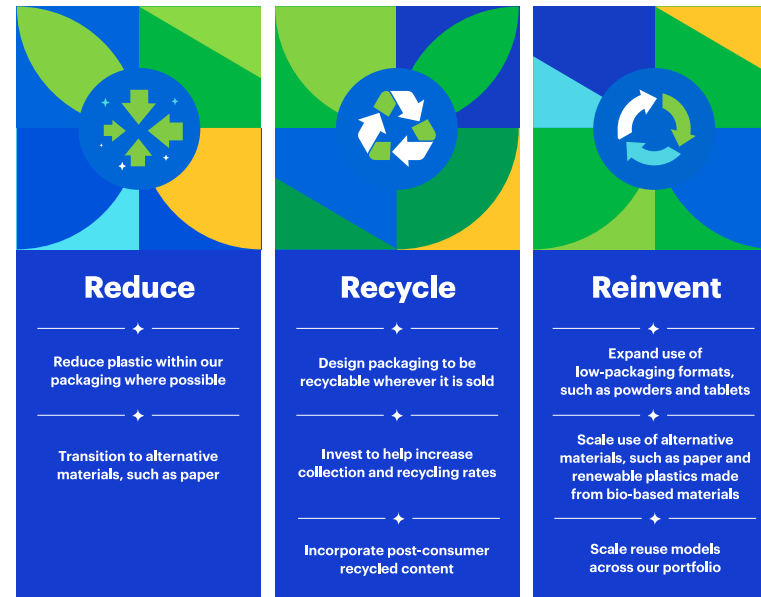 Reduce
Reduce plastic within our
packaging where possible
Transition to alternative
materials, such as paper
Recycle
Design packaging to be
recyclable wherever it is sold
Invest to help increase
collection and recycling rates
Incorporate post-consumer
recycled content
Reinvent
Expand use of
low-packaging formats,
such as powders and tablets
Scale use of alternative
materials, such as paper and
renewable plastics made
from bio-based materials
Scale reuse models
across our portfolio